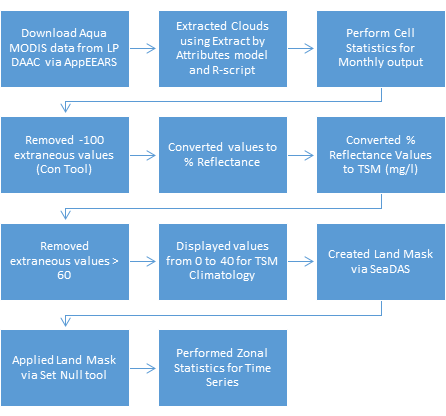 Download Aqua
MODIS data from LP
DAAC via AppEEARS
Extracted Clouds
using Extract by
Attributes model
and R-script
Perform Cell
Statistics for
Monthly output
Removed -100
extraneous values
(Con Tool)
Converted values to
% Reflectance
Converted %
Reflectance Values
to TSM (mg/l)
Removed
extraneous values >
60
Displayed values
from 0 to 40 for TSM
Climatology
Created Land Mask
via SeaDAS
Applied Land Mask
via Set Null tool
Performed Zonal
Statistics for Time
Series